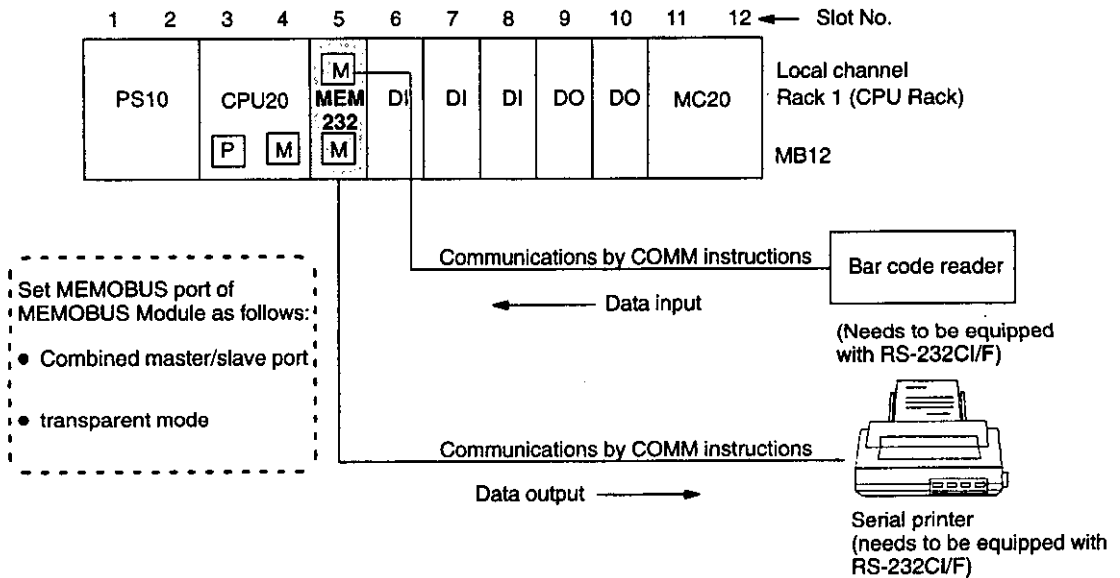 1 2 3 4 5 6 7 8 9 10 11 12 Slot No.
PS10 CPU20 M MEM 232 DI DI DI DO DO MC20
P M M
Local channel
Rack 1 (CPU Rack)
MB12
Set MEMOBUS port of
MEMOBUS Module as follows:
● Combined master/slave port
● transparent mode
Communications by COMM instructions
Data input
Bar code reader
(Needs to be equipped
with RS-232CI/F)
Communications by COMM instructions
Data output
Serial printer
(needs to be equipped with
RS-232CI/F)